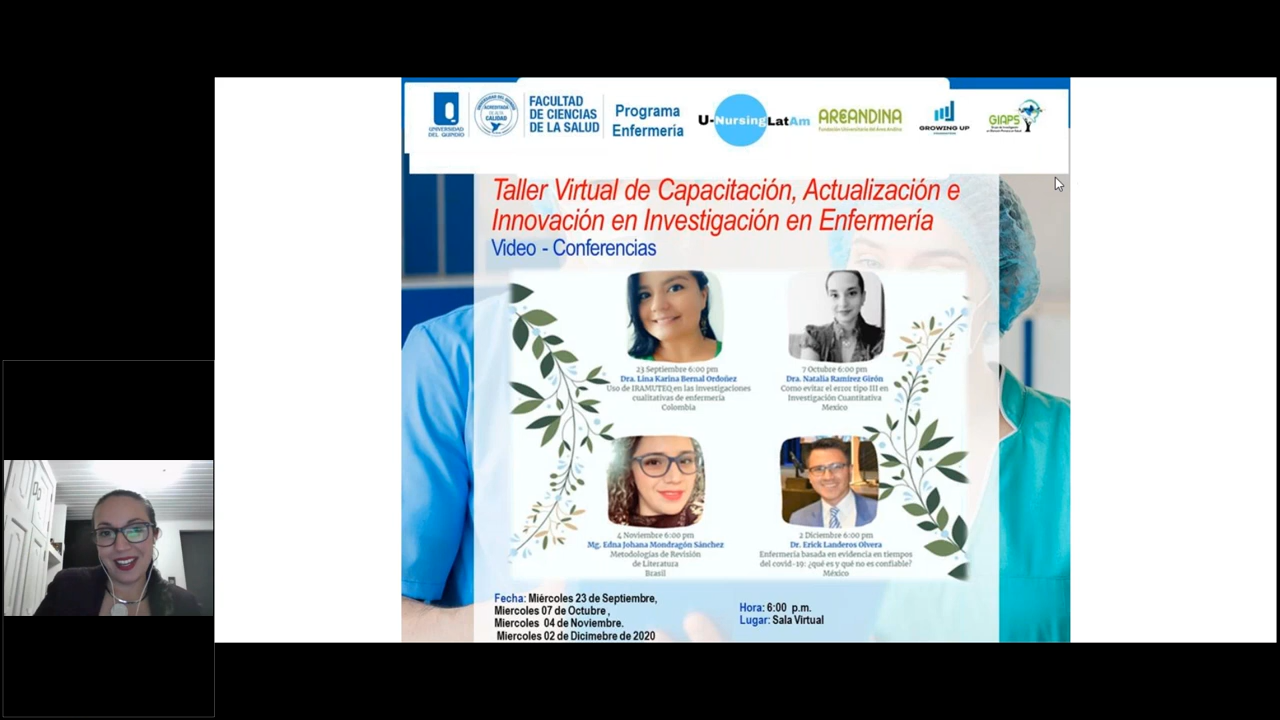 UNIVERSIDAD
DEL QUINDÍO
ACREDITADA
DE ALTA
CALIDAD
FACULTAD
DE CIENCIAS
DE LA SALUD
Programa
Enfermería
U-NursingLatAm
AREANDINA
Fundación Universitaria del Área Andina
GROWING UP
GIAPS
Taller Virtual de Capacitación, Actualización e
Innovación en Investigación en Enfermería
Video - Conferencias
23 Septiembre 6:00 pm
Dra. Lina Karina Bernal Ordoñez
Uso de IRAMUTEQ en las investigaciones
cualitativas de enfermería
Colombia
7 Octubre 6:00 pm
Dra. Natalia Ramírez Girón
Como evitar el error tipo III en
Investigación Cuantitativa
Mexico
4 Noviembre 6:00 pm
Mg. Edna Johana Mondragón Sánchez
Metodologías de Revisión
de Literatura
Brasil
2 Diciembre 6:00 pm
Dr. Erick Landeros Olvera
Enfermería basada en evidencia en tiempos
del covid-19: ¿qué es y qué no es confiable?
México
Fecha: Miércoles 23 de Septiembre,
Miercoles 07 de Octubre ,
Miercoles 04 de Noviembre.
Miercoles 02 de Dicimebre de 2020
Hora: 6:00 p.m.
Lugar: Sala Virtual